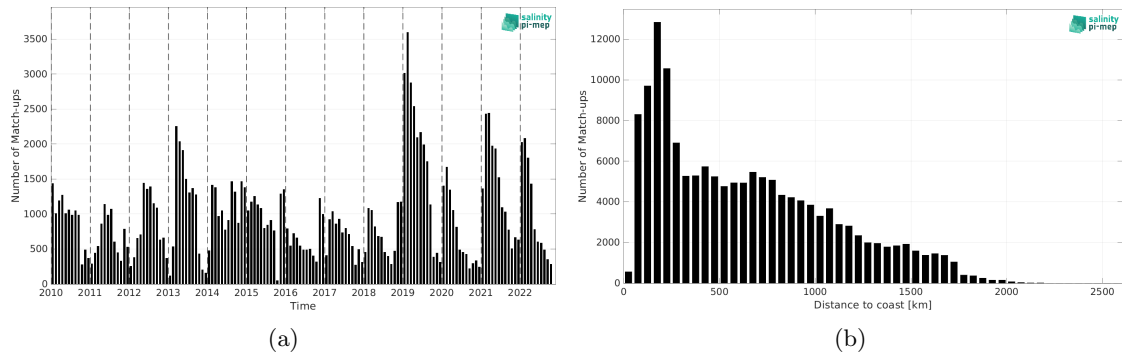 salinity
pi-mep
Number of Match-ups
3500
3000
2500
2000
1500
1000
500
0
2010 2011 2012 2013 2014 2015 2016 2017 2018 2019 2020 2021 2022
Time
(a)
salinity
pi-mep
Number of Match-ups
12000
10000
8000
6000
4000
2000
0
0 500 1000 1500 2000 2500
Distance to coast [km]
(b)